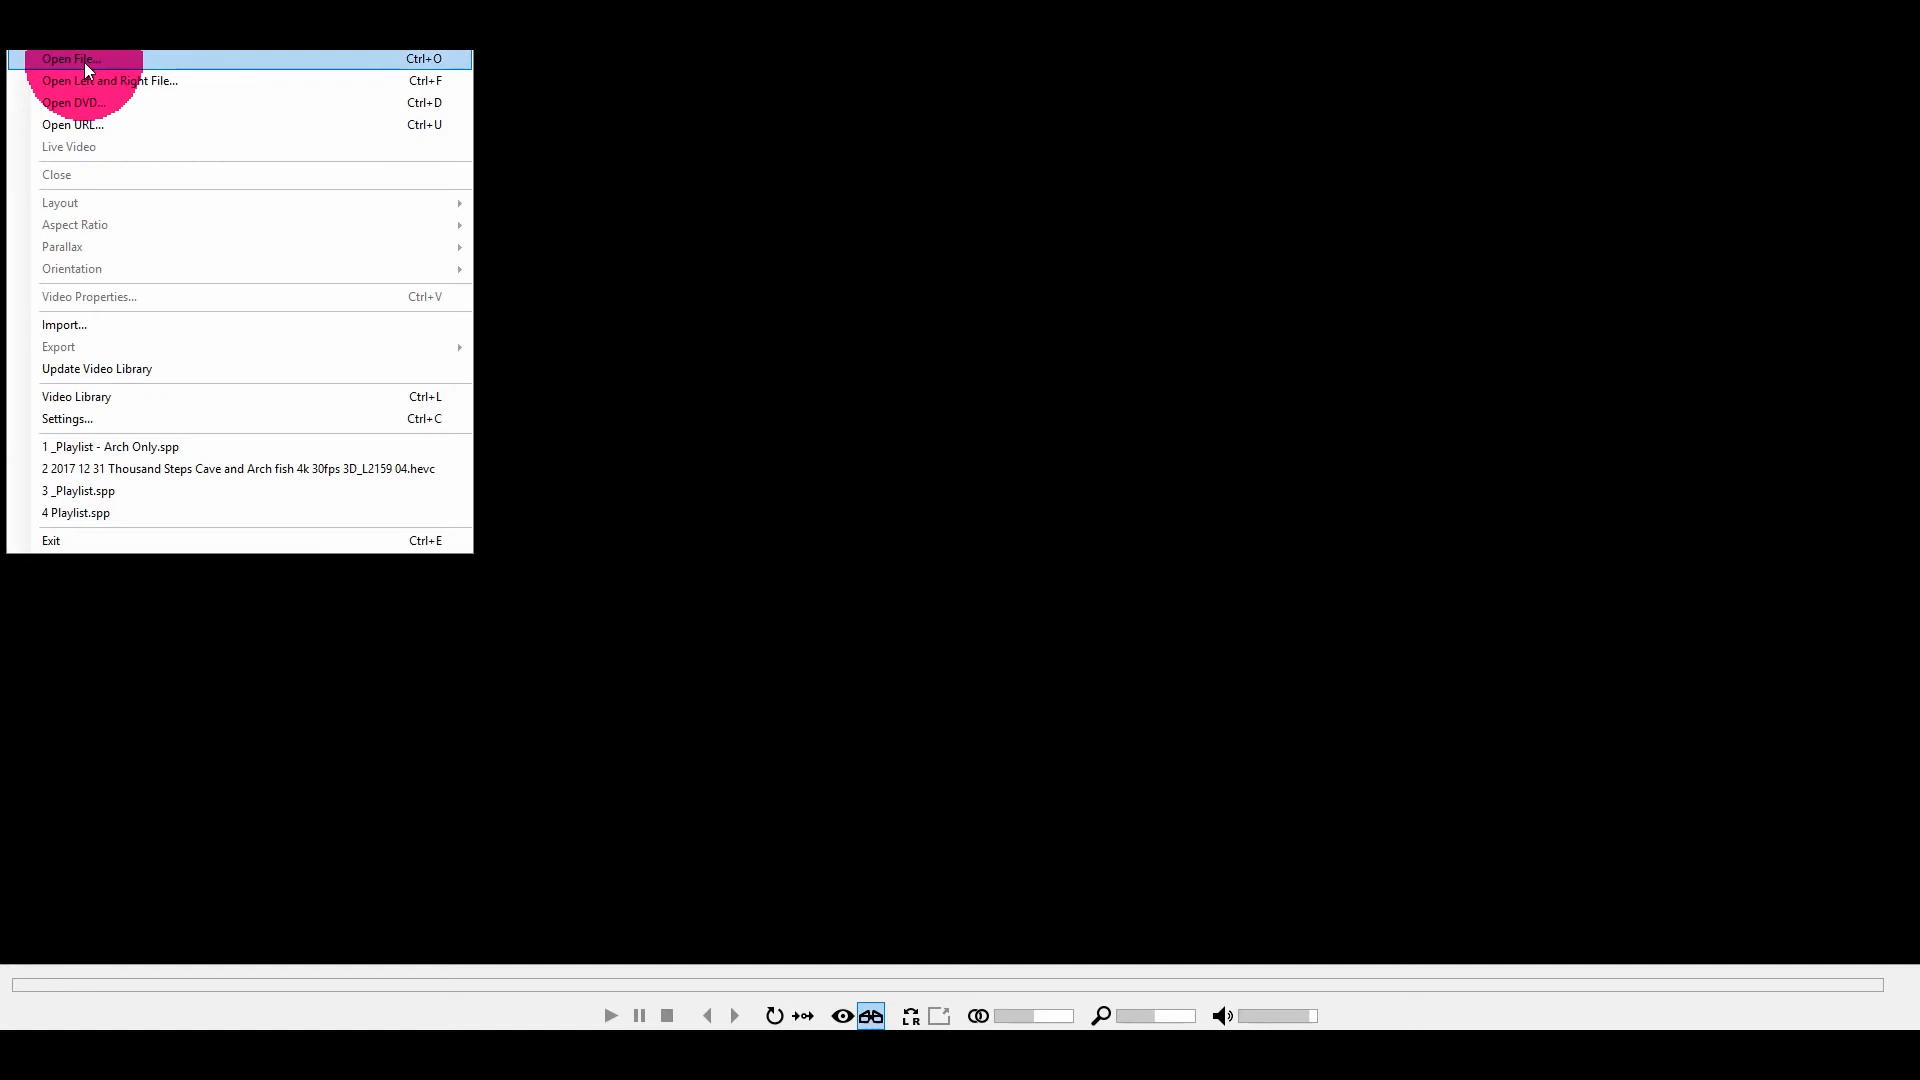 Open File... Ctrl+O
Open Left and Right File... Ctrl+F
Open DVD... Ctrl+D
Open URL... Ctrl+U
Live Video
Close
Layout
Aspect Ratio
Parallax
Orientation
Video Properties... Ctrl+V
Import...
Export
Update Video Library
Video Library Ctrl+L
Settings... Ctrl+C
1 _Playlist - Arch Only.spp
2 2017 12 31 Thousand Steps Cave and Arch fish 4k 30fps 3D_L2159 04.hevc
3 _Playlist.spp
4 Playlist.spp
Exit Ctrl+E
L R